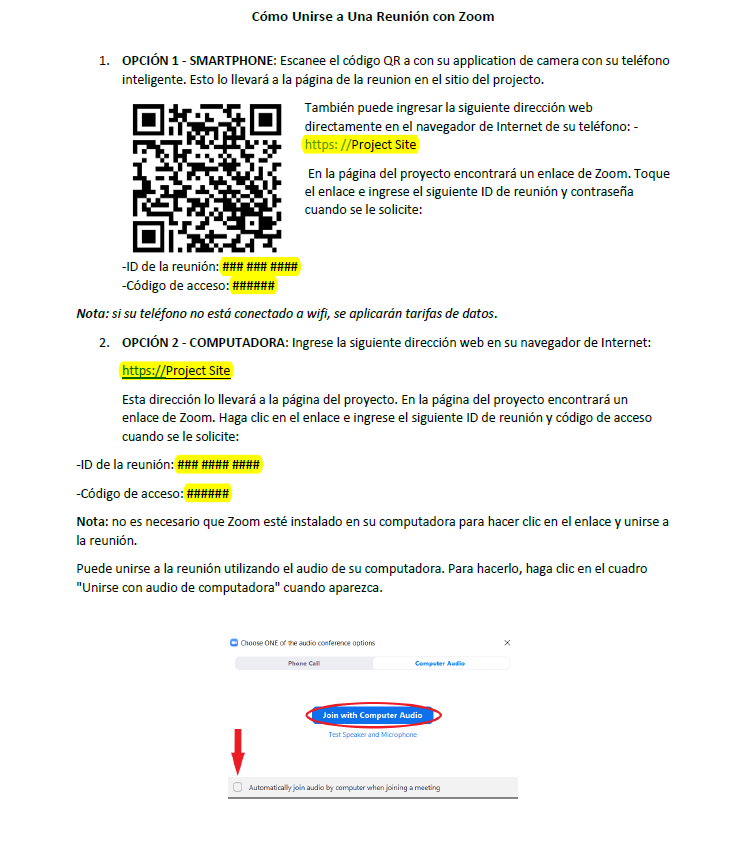 Cómo Unirse a Una Reunión con Zoom
1. OPCIÓN 1 - SMARTPHONE: Escanee el código QR a con su application de camera con su teléfono
inteligente. Esto lo llevará a la página de la reunion en el sitio del projecto.
También puede ingresar la siguiente dirección web
directamente en el navegador de Internet de su teléfono: -
https: //Project Site
En la página del proyecto encontrará un enlace de Zoom. Toque
el enlace e ingrese el siguiente ID de reunión y contraseña
cuando se le solicite:
-ID de la reunión: ### ### ####
-Código de acceso: ######
Nota: si su teléfono no está conectado a wifi, se aplicarán tarifas de datos.
2. OPCIÓN 2 - COMPUTADORA: Ingrese la siguiente dirección web en su navegador de Internet:
https://Project Site
Esta dirección lo llevará a la página del proyecto. En la página del proyecto encontrará un
enlace de Zoom. Haga clic en el enlace e ingrese el siguiente ID de reunión y código de acceso
cuando se le solicite:
-ID de la reunión: ### #### ####
-Código de acceso: ######
Nota: no es necesario que Zoom esté instalado en su computadora para hacer clic en el enlace y unirse a
la reunión.
Puede unirse a la reunión utilizando el audio de su computadora. Para hacerlo, haga clic en el cuadro
"Unirse con audio de computadora" cuando aparezca.
Choose ONE of the audio conference options
Phone Call Computer Audio
Join with Computer Audio
Test Speaker and Microphone
Automatically join audio by computer when joining a meeting